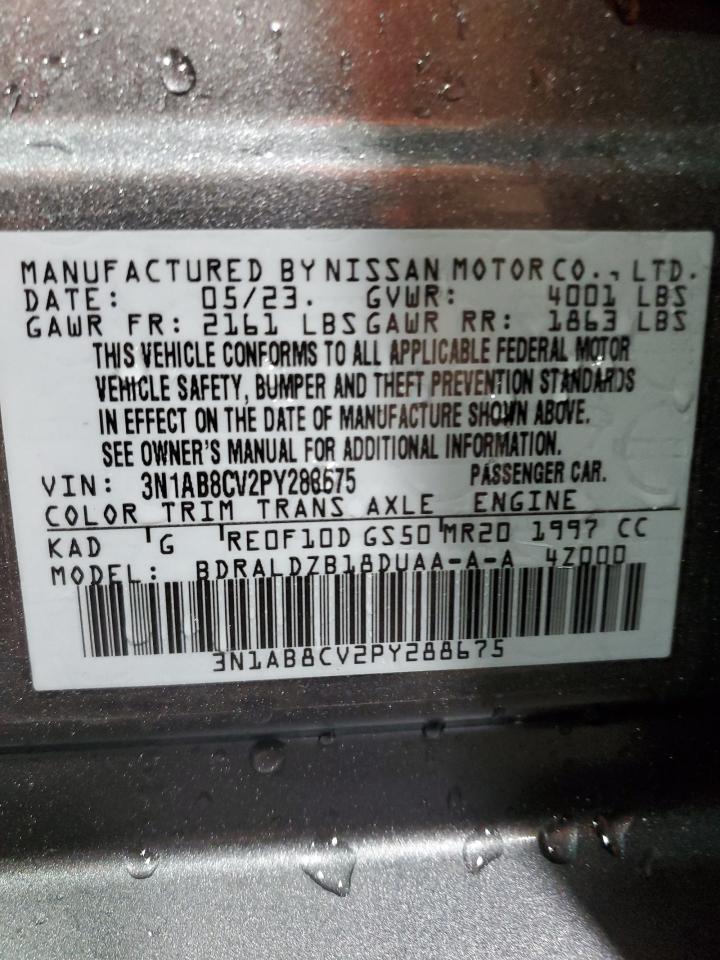 MANUFACTURED BY NISSAN MOTOR CO., LTD.
DATE: 05/23. GVWR: 4001 LBS
GAWR FR: 2161 LBS GAWR RR: 1863 LBS
THIS VEHICLE CONFORMS TO ALL APPLICABLE FEDERAL MOTOR
VEHICLE SAFETY, BUMPER AND THEFT PREVENTION STANDARDS
IN EFFECT ON THE DATE OF MANUFACTURE SHOWN ABOVE.
SEE OWNER'S MANUAL FOR ADDITIONAL INFORMATION.
VIN: 3N1AB8CV2PY288675 PASSENGER CAR.
COLOR TRIM TRANS AXLE ENGINE
KAD G RE0F10D GS50 MR20 1997 CC
MODEL: BDRALDZB18DUAA-A-A 4Z000
3N1AB8CV2PY288675